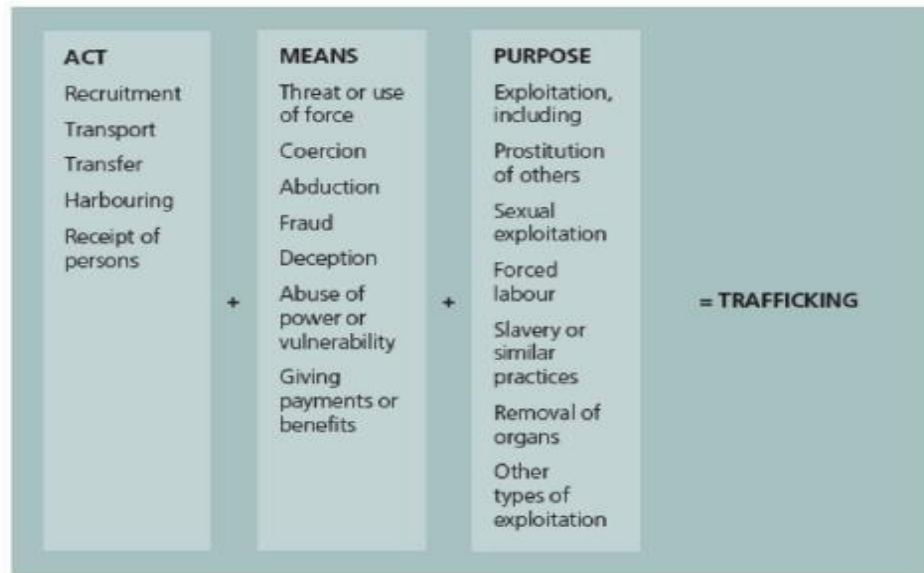 ACT
Recruitment
Transport
Transfer
Harbouring
Receipt of
persons
+
MEANS
Threat or use
of force
Coercion
Abduction
Fraud
Deception
Abuse of
power or
vulnerability
Giving
payments or
benefits
+
PURPOSE
Exploitation,
including
Prostitution
of others
Sexual
exploitation
Forced
labour
Slavery or
similar
practices
Removal of
organs
Other
types of
exploitation
= TRAFFICKING